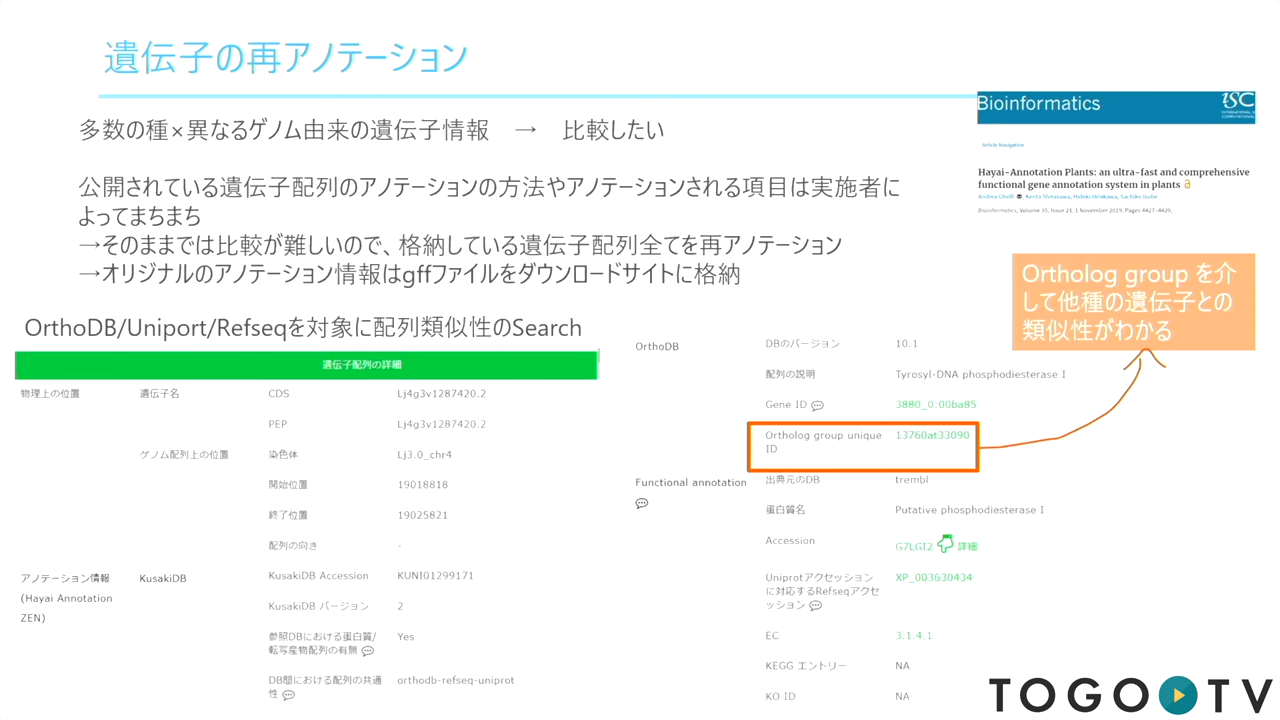 遺伝子の再アノテーション
多数の種×異なるゲノム由来の遺伝子情報 → 比較したい
公開されている遺伝子配列のアノテーションの方法やアノテーションされる項目は実施者に
よってまちまち
→そのままでは比較が難しいので、格納している遺伝子配列全てを再アノテーション
→オリジナルのアノテーション情報はgffファイルをダウンロードサイトに格納
Bioinformatics
ISC
Article Navigation
Hayai-Annotation Plants: an ultra-fast and comprehensive
functional gene annotation system in plants
Andrea Ghelfi, Kenta Shirasawa, Hideki Hirakawa, Sachiko Isobe
Bioinformatics, Volume 35, Issue 21, 1 November 2019, Pages 4427–4429,
Ortholog group を介
して他種の遺伝子との
類似性がわかる
OrthoDB/Uniport/Refseqを対象に配列類似性のSearch
遺伝子配列の詳細
物理上の位置 遺伝子名 CDS Lj4g3v1287420.2
PEP Lj4g3v1287420.2
ゲノム配列上の位置 染色体 Lj3.0_chr4
開始位置 19018818
終了位置 19025821
配列の向き -
アノテーション情報
(Hayai Annotation
ZEN)
KusakiDB KusakiDB Accession KUNI01299171
KusakiDB バージョン 2
参照DBにおける蛋白質/
転写産物配列の有無
Yes
DB間における配列の共通
性
orthodb-refseq-uniprot
OrthoDB DBのバージョン 10.1
配列の説明 Tyrosyl-DNA phosphodiesterase I
Gene ID 3880_0:00ba85
Ortholog group unique
ID
13760at33090
Functional annotation 出典元のDB trembl
蛋白質名 Putative phosphodiesterase I
Accession G7LGI2 詳細
Uniprotアクセッション
に対応するRefseqアクセ
ッション
XP_003630434
EC 3.1.4.1
KEGG エントリー NA
KO ID NA
TOGO TV